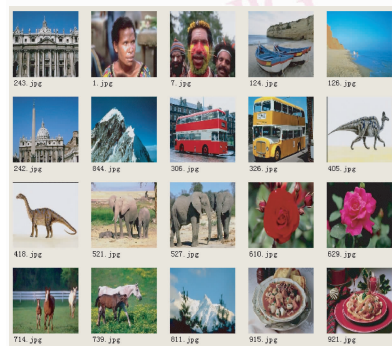 243. jpg 1. jpg 7. jpg 124. jpg 126. jpg
242. jpg 844. jpg 306. jpg 326. jpg 405. jpg
418. jpg 521. jpg 527. jpg 610. jpg 629. jpg
714. jpg 739. jpg 811. jpg 915. jpg 921. jpg